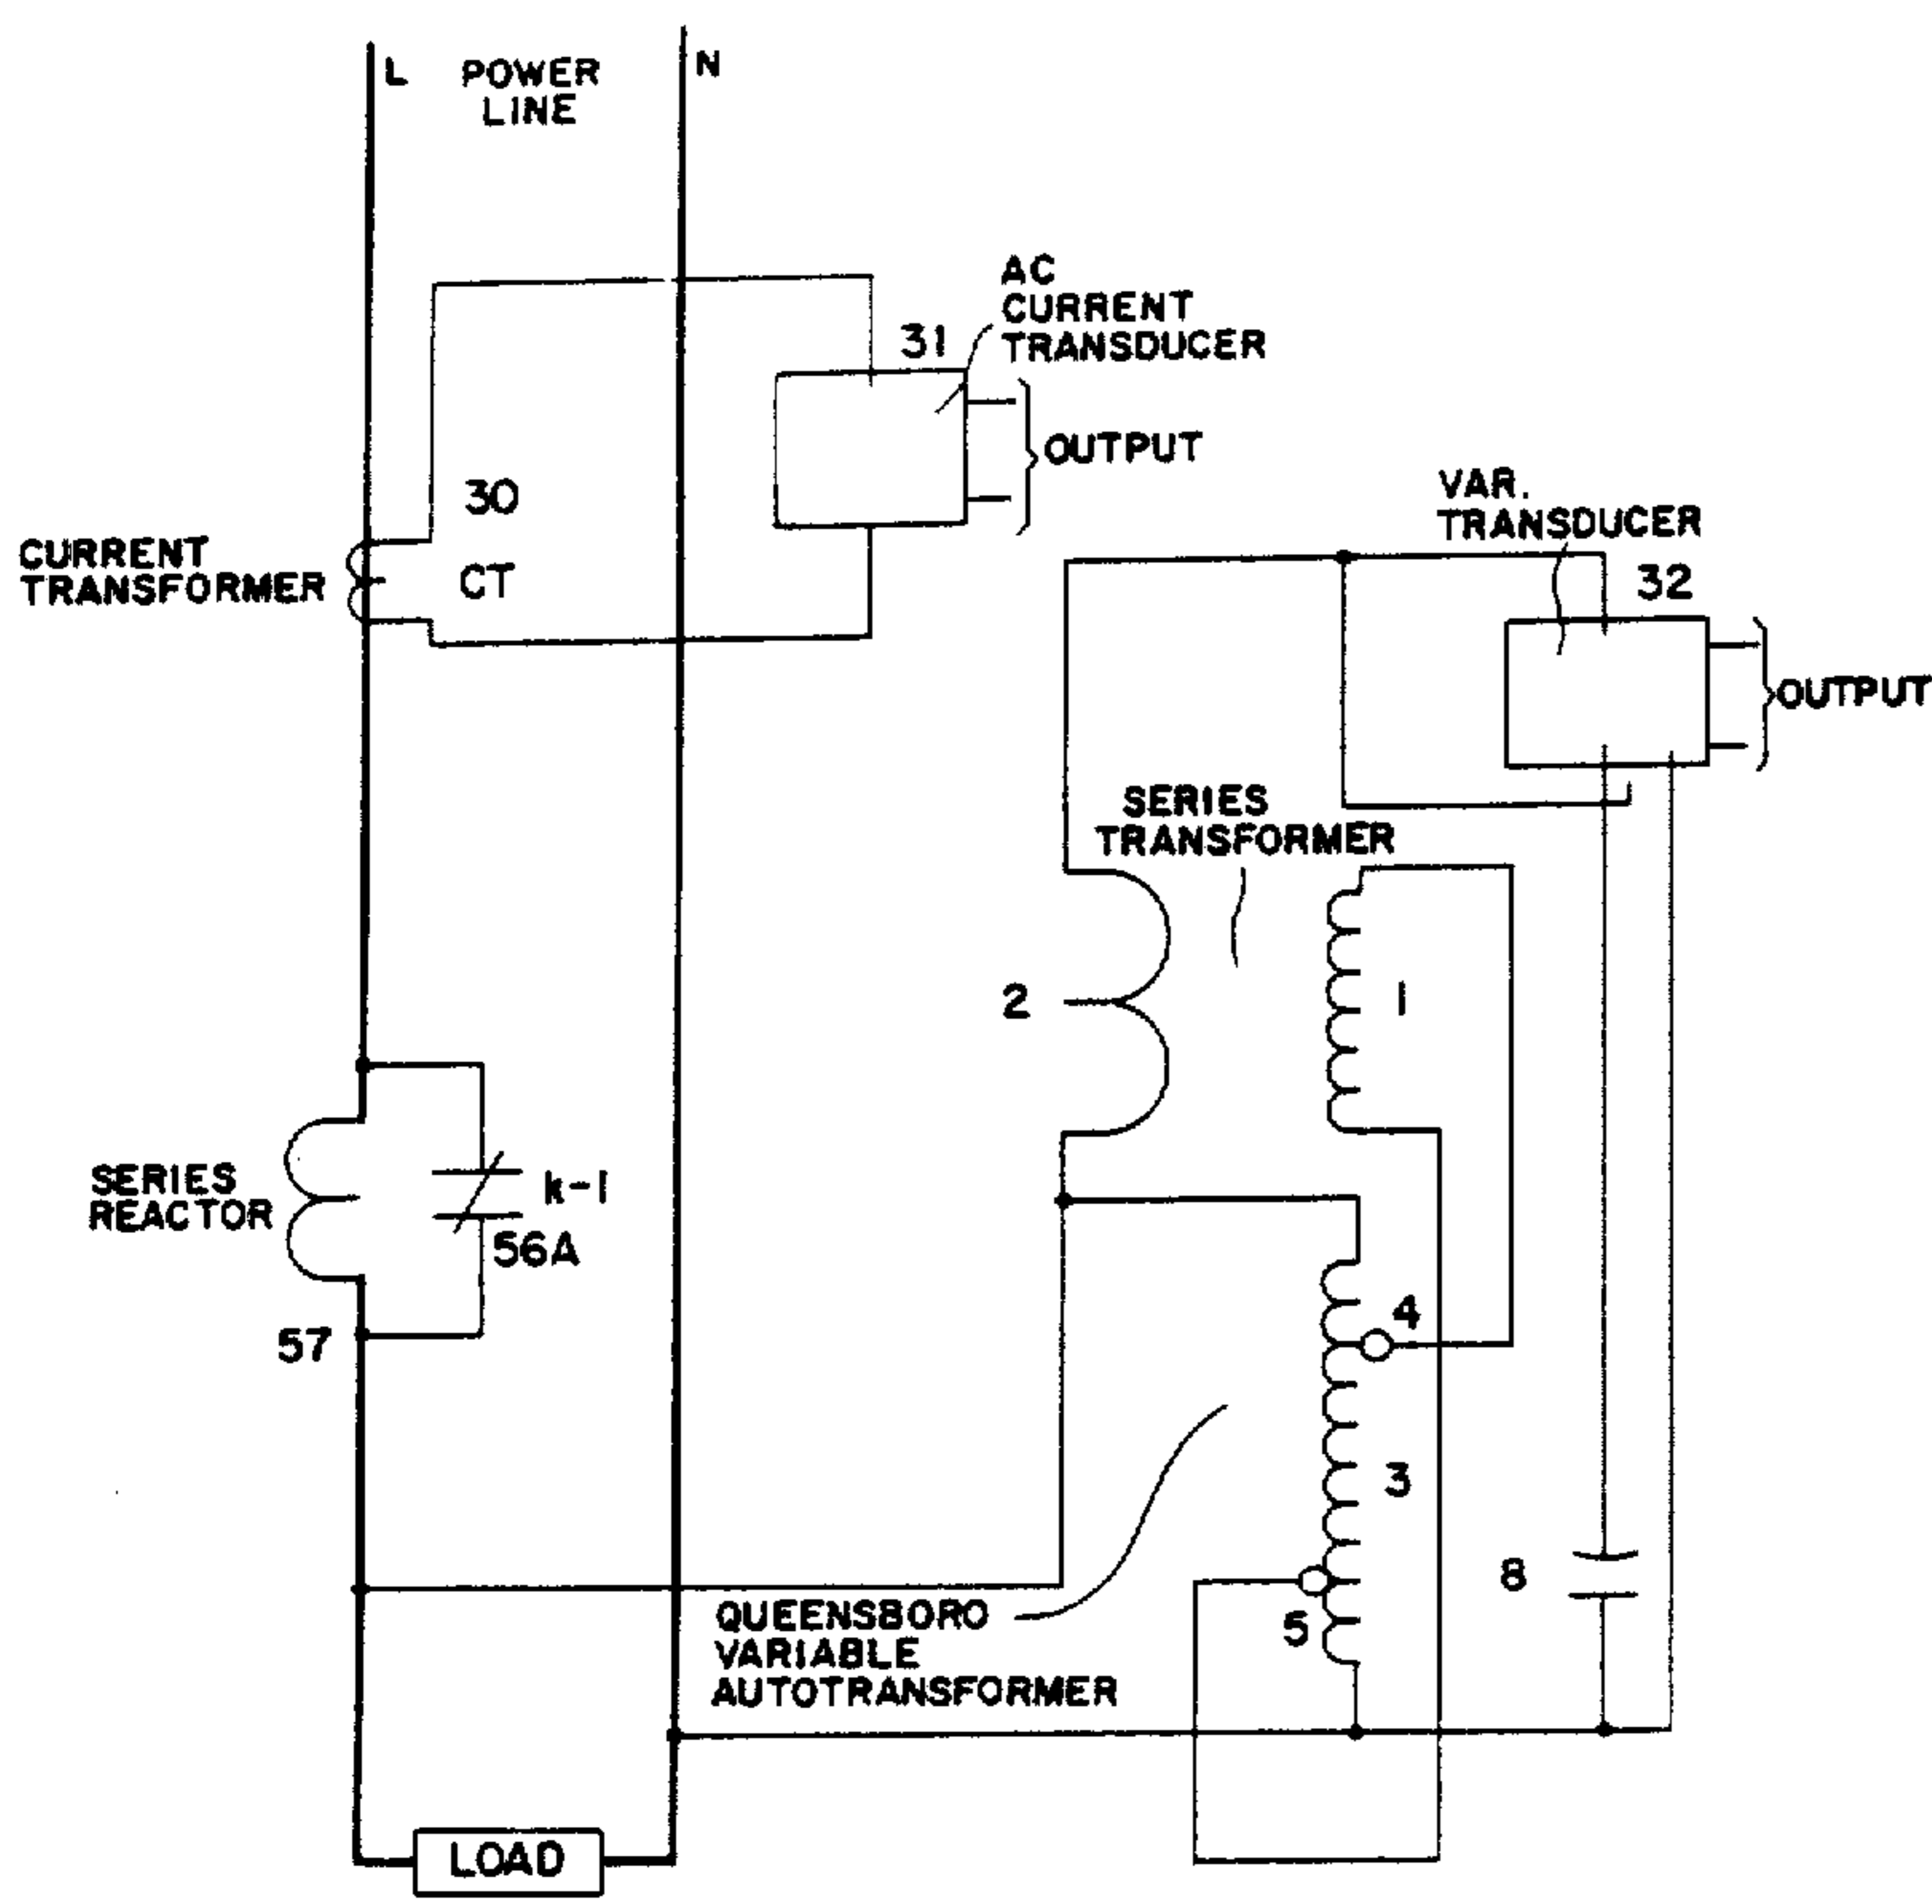 L
POWER
LINE
N
AC
CURRENT
TRANSDUCER
31
OUTPUT
30
CURRENT
TRANSFORMER
CT
VAR.
TRANSDUCER
32
OUTPUT
SERIES
TRANSFORMER
2
1
SERIES
REACTOR
k-1
56A
57
4
3
5
8
QUEENSBORO
VARIABLE
AUTOTRANSFORMER
LOAD